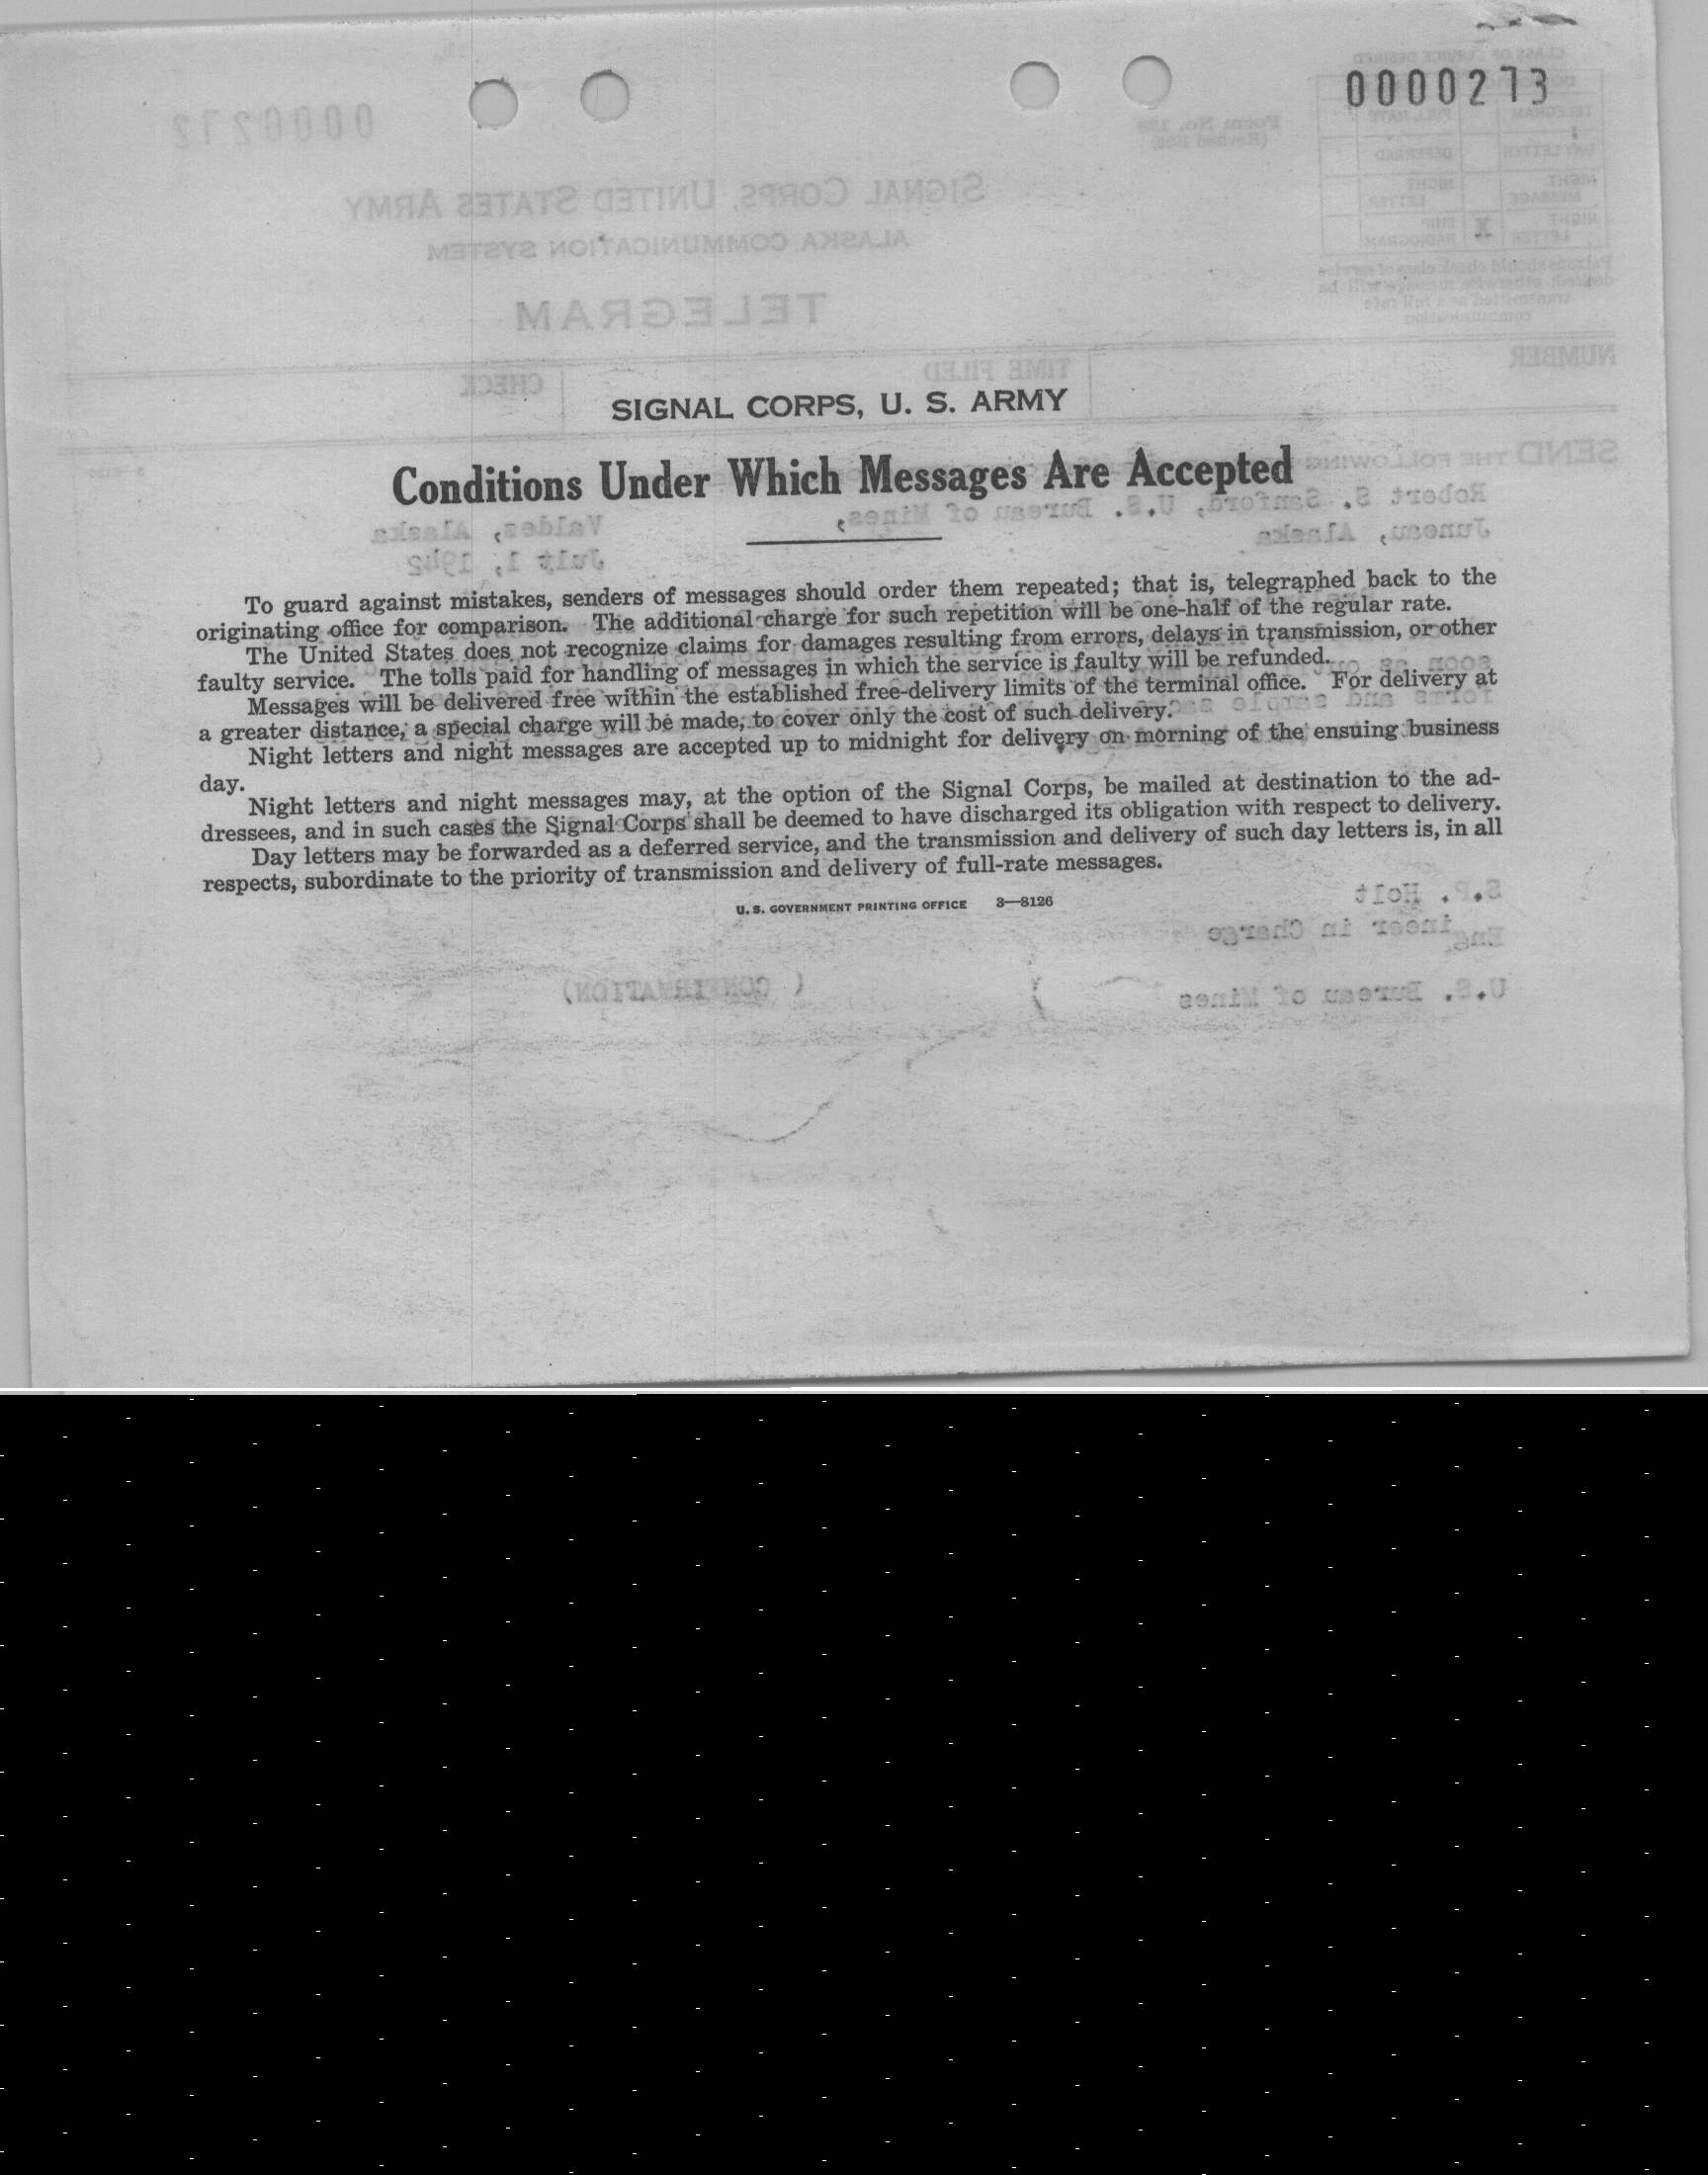 0000273
SIGNAL CORPS, U. S. ARMY
Conditions Under Which Messages Are Accepted
To guard against mistakes, senders of messages should order them repeated; that is, telegraphed back to the
originating office for comparison. The additional charge for such repetition will be one-half of the regular rate.
The United States does not recognize claims for damages resulting from errors, delays in transmission, or other
faulty service. The tolls paid for handling of messages in which the service is faulty will be refunded.
Messages will be delivered free within the established free-delivery limits of the terminal office. For delivery at
a greater distance, a special charge will be made, to cover only the cost of such delivery.
Night letters and night messages are accepted up to midnight for delivery on morning of the ensuing business
day.
Night letters and night messages may, at the option of the Signal Corps, be mailed at destination to the ad-
dressees, and in such cases the Signal Corps shall be deemed to have discharged its obligation with respect to delivery.
Day letters may be forwarded as a deferred service, and the transmission and delivery of such day letters is, in all
respects, subordinate to the priority of transmission and delivery of full-rate messages.
U. S. GOVERNMENT PRINTING OFFICE 3—8126